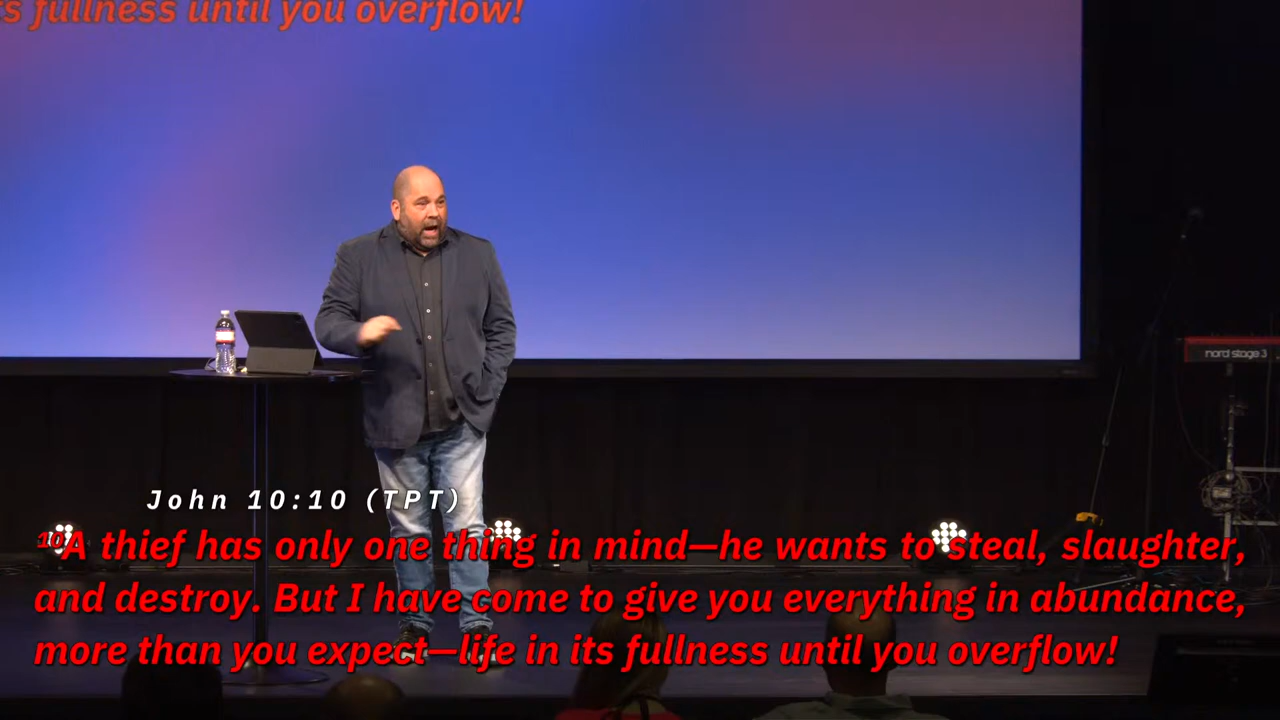 ts fullness until you overflow!
nord stage 3
John 10:10 (TPT)
10A thief has only one thing in mind—he wants to steal, slaughter,
and destroy. But I have come to give you everything in abundance,
more than you expect—life in its fullness until you overflow!